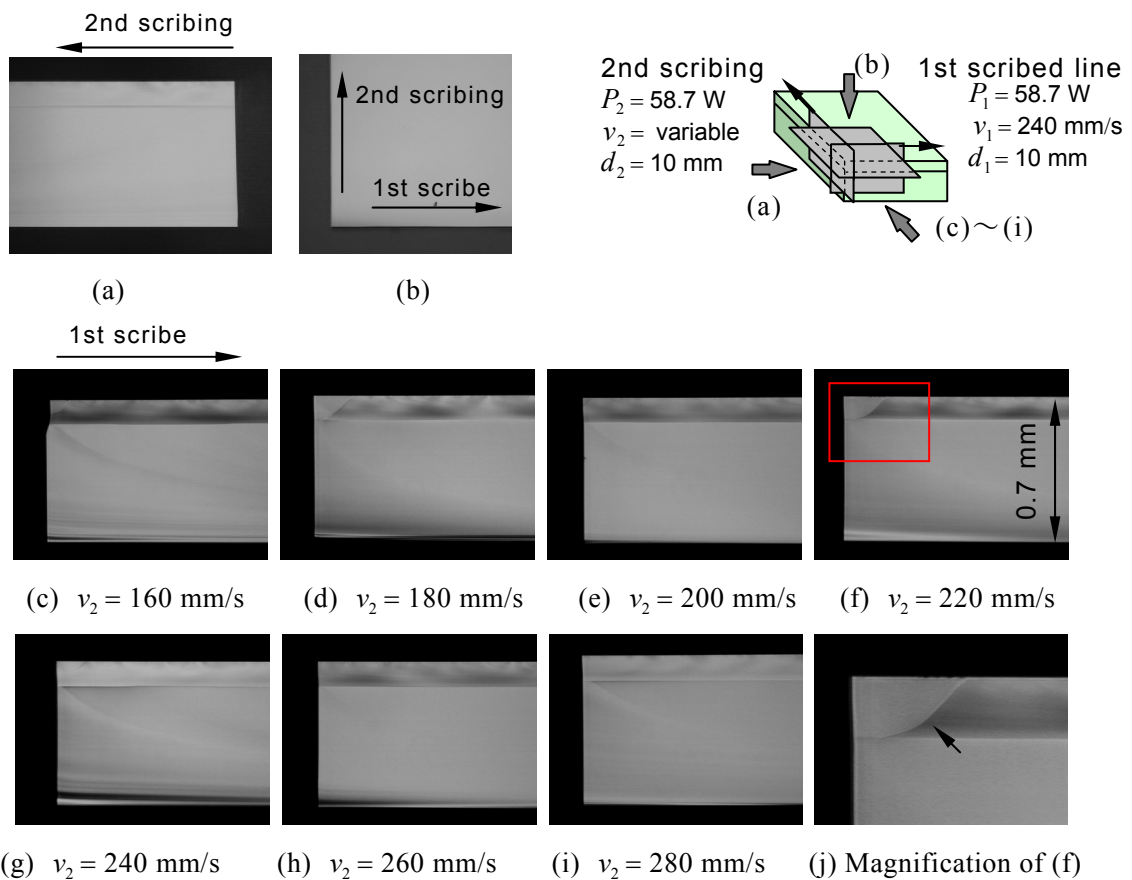 2nd scribing
2nd scribing
1st scribe
(a)
(b)
2nd scribing
P2 = 58.7 W
v2 = variable
d2 = 10 mm
(b)
1st scribed line
P1 = 58.7 W
v1 = 240 mm/s
d1 = 10 mm
(a)
(c)～(i)
1st scribe
0.7 mm
(c) v2 = 160 mm/s
(d) v2 = 180 mm/s
(e) v2 = 200 mm/s
(f) v2 = 220 mm/s
(g) v2 = 240 mm/s
(h) v2 = 260 mm/s
(i) v2 = 280 mm/s
(j) Magnification of (f)